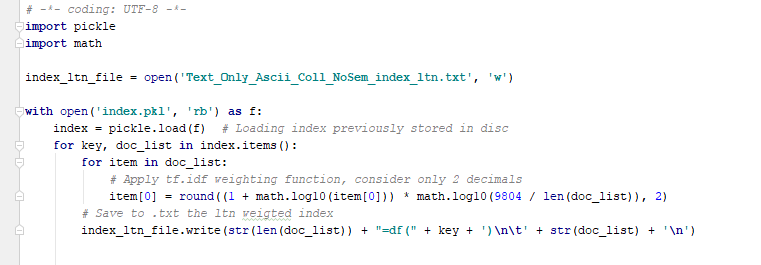 # -*- coding: UTF-8 -*-
import pickle
import math
index_ltn_file = open('Text_Only_Ascii_Coll_NoSem_index_ltn.txt', 'w')
with open('index.pkl', 'rb') as f:
    index = pickle.load(f)  # Loading index previously stored in disc
    for key, doc_list in index.items():
        for item in doc_list:
            # Apply tf.idf weighting function, consider only 2 decimals
            item[0] = round((1 + math.log10(item[0])) * math.log10(9804 / len(doc_list)), 2)
        # Save to .txt the ltn weigted index
        index_ltn_file.write(str(len(doc_list)) + "=df(" + key + ')\n\t' + str(doc_list) + '\n')